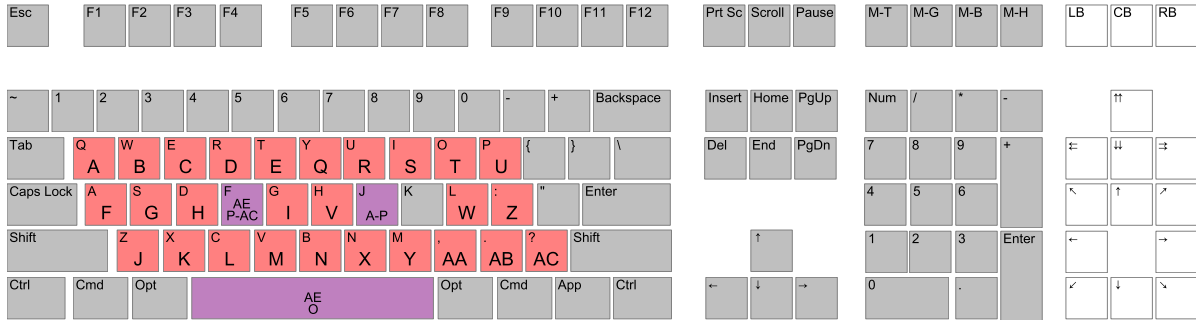 Esc F1 F2 F3 F4 F5 F6 F7 F8 F9 F10 F11 F12 Prt Sc Scroll Pause M-T M-G M-B M-H LB CB RB
~ 1 2 3 4 5 6 7 8 9 0 - + Backspace Insert Home PgUp Num / * - ⇈
Tab Q W E R T Y U I O P { } \ Del End PgDn 7 8 9 + ⇇ ⇊ ⇉
A B C D E Q R S T U
Caps Lock A S D F G H J K L : " Enter 4 5 6 ↖ ↑ ↗
F G H AE I V A-P W Z
P-AC
Shift Z X C V B N M , . ? Shift ↑ 1 2 3 Enter ← →
J K L M N X Y AA AB AC
Ctrl Cmd Opt Opt Cmd App Ctrl ← ↓ → 0 . ↙ ↓ ↘
AE
O